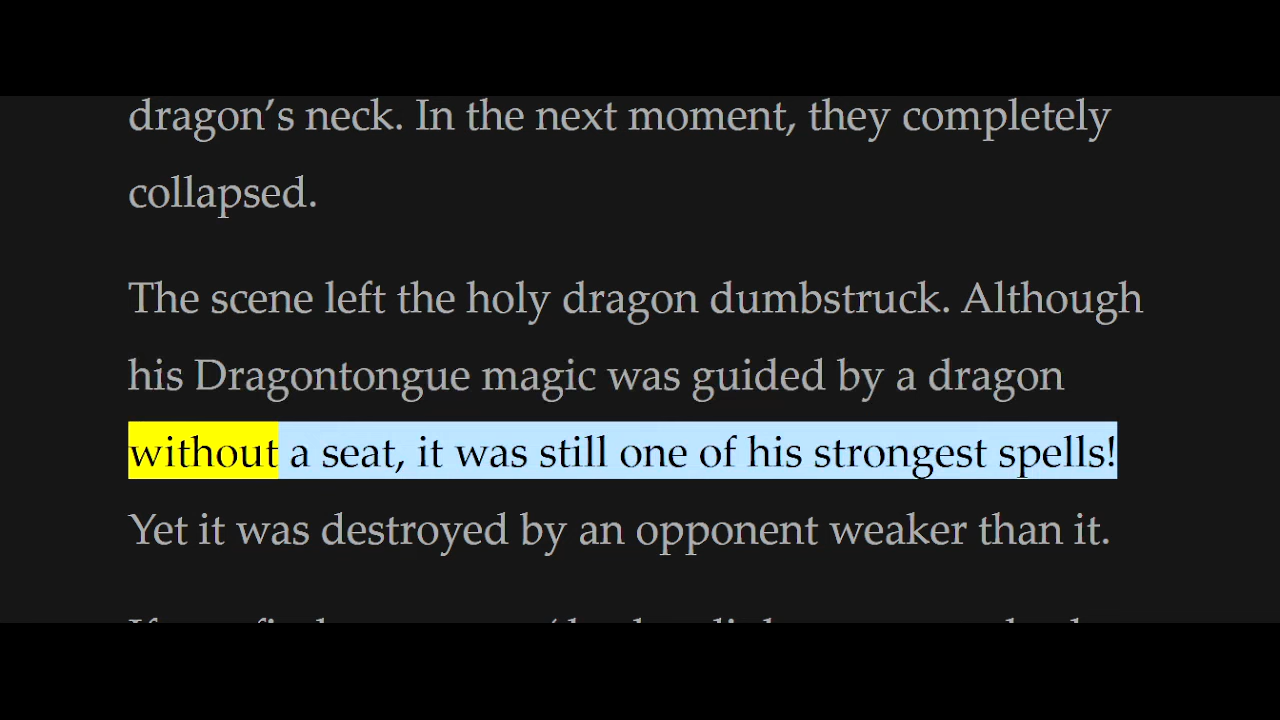 dragon’s neck. In the next moment, they completely
collapsed.
The scene left the holy dragon dumbstruck. Although
his Dragontongue magic was guided by a dragon
without a seat, it was still one of his strongest spells!
Yet it was destroyed by an opponent weaker than it.